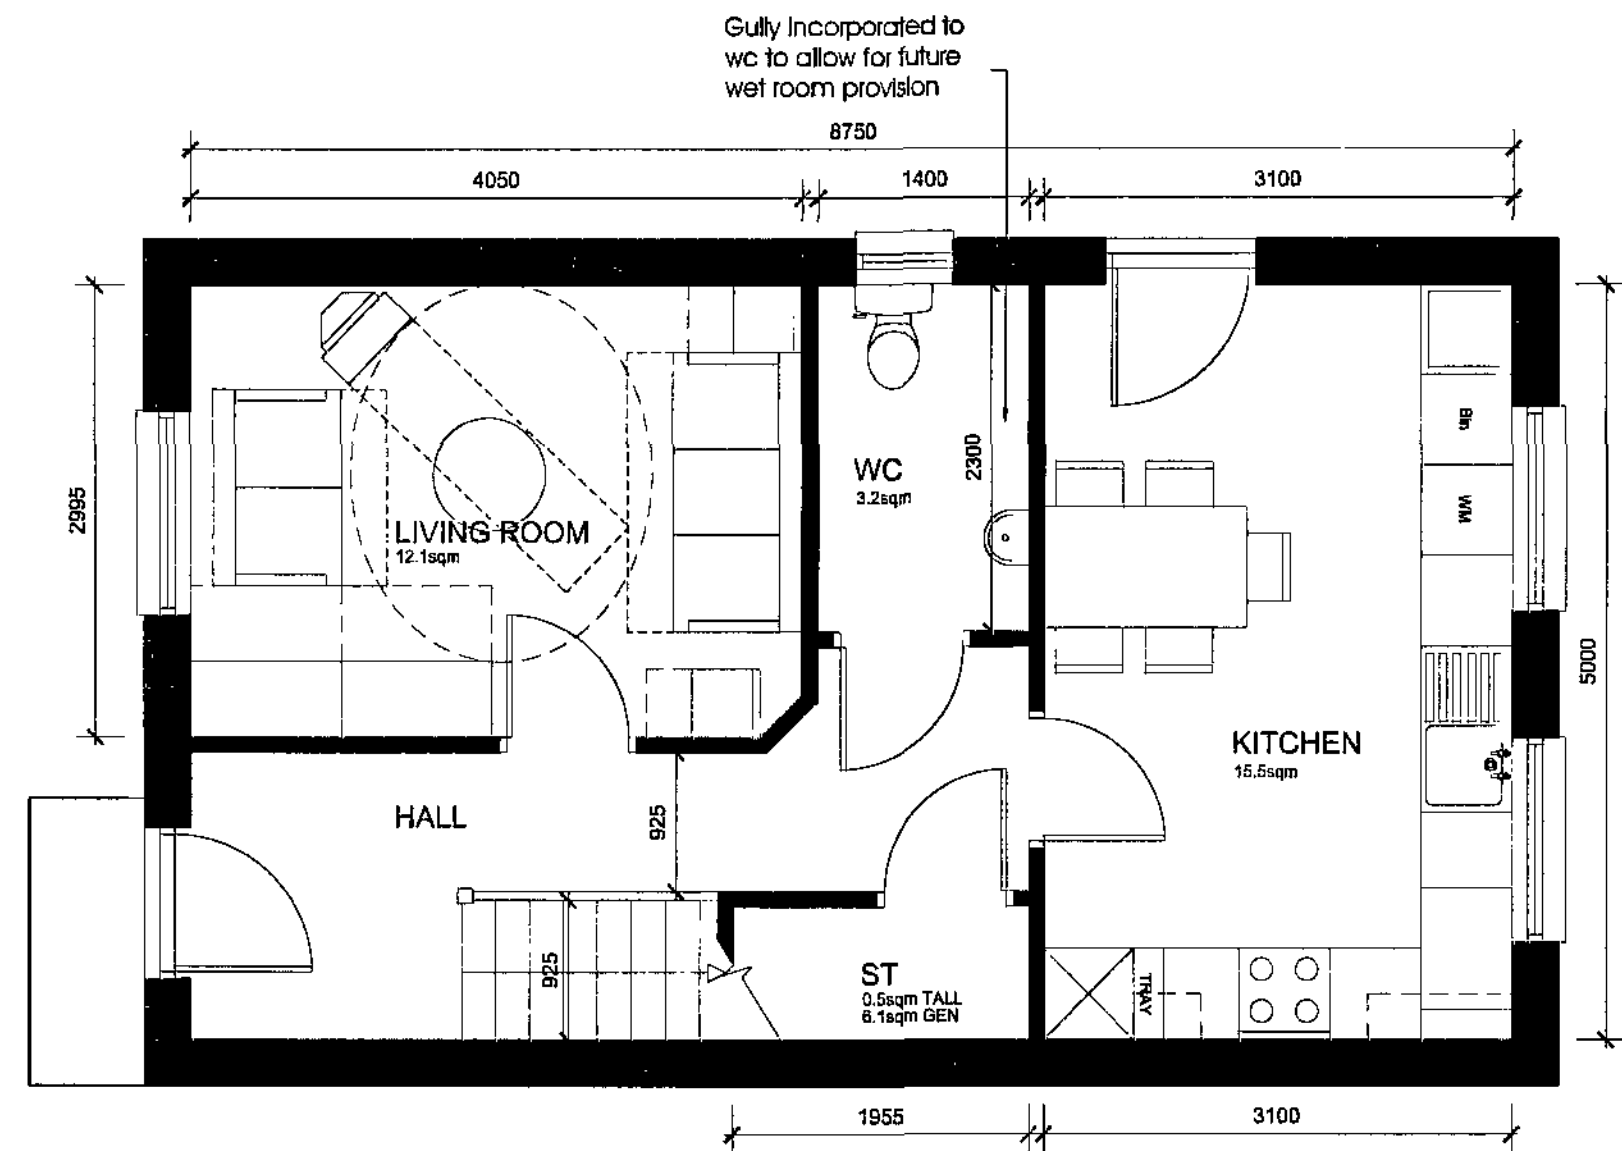 Gully Incorporated to
wc to allow for future
wet room provision
8750
4050
1400
3100
2995
LIVING ROOM
12.1sqm
WC
3.2sqm
2300
Bin
WM
5000
KITCHEN
15.5sqm
HALL
925
925
ST
0.5sqm TALL
6.1sqm GEN
TRAY
1955
3100